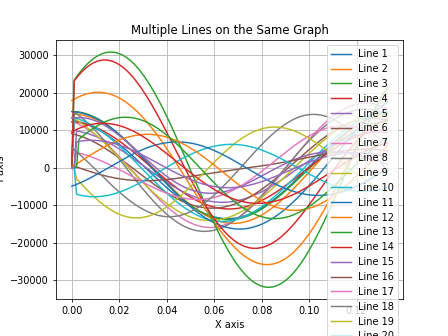 Multiple Lines on the Same Graph
30000
20000
10000
0
-10000
-20000
-30000
0.00
0.02
0.04
0.06
0.08
0.10
X axis
Line 1
Line 2
Line 3
Line 4
Line 5
Line 6
Line 7
Line 8
Line 9
Line 10
Line 11
Line 12
Line 13
Line 14
Line 15
Line 16
Line 17
Line 18
Line 19
Line 20